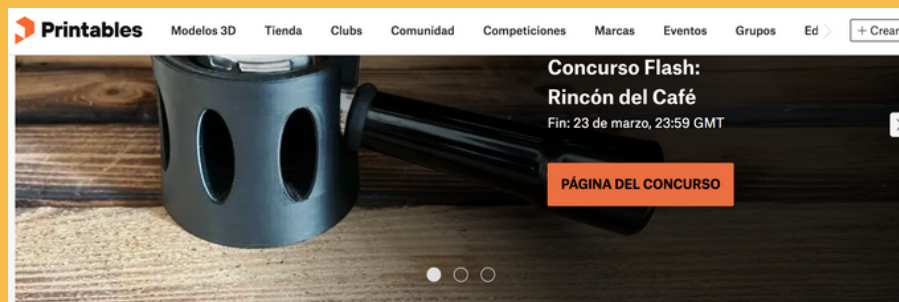 Printables Modelos 3D Tienda Clubs Comunidad Competiciones Marcas Eventos Grupos Ed + Crear
Concurso Flash:
Rincón del Café
Fin: 23 de marzo, 23:59 GMT
PÁGINA DEL CONCURSO